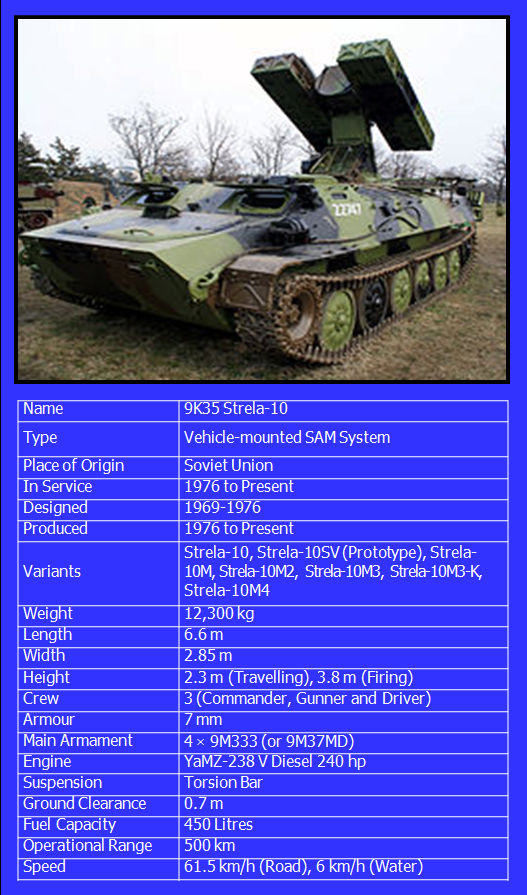 22747
Name 9K35 Strela-10
Type Vehicle-mounted SAM System
Place of Origin Soviet Union
In Service 1976 to Present
Designed 1969-1976
Produced 1976 to Present
Variants Strela-10, Strela-10SV (Prototype), Strela-
10M, Strela-10M2, Strela-10M3, Strela-10M3-K,
Strela-10M4
Weight 12,300 kg
Length 6.6 m
Width 2.85 m
Height 2.3 m (Travelling), 3.8 m (Firing)
Crew 3 (Commander, Gunner and Driver)
Armour 7 mm
Main Armament 4 × 9M333 (or 9M37MD)
Engine YaMZ-238 V Diesel 240 hp
Suspension Torsion Bar
Ground Clearance 0.7 m
Fuel Capacity 450 Litres
Operational Range 500 km
Speed 61.5 km/h (Road), 6 km/h (Water)